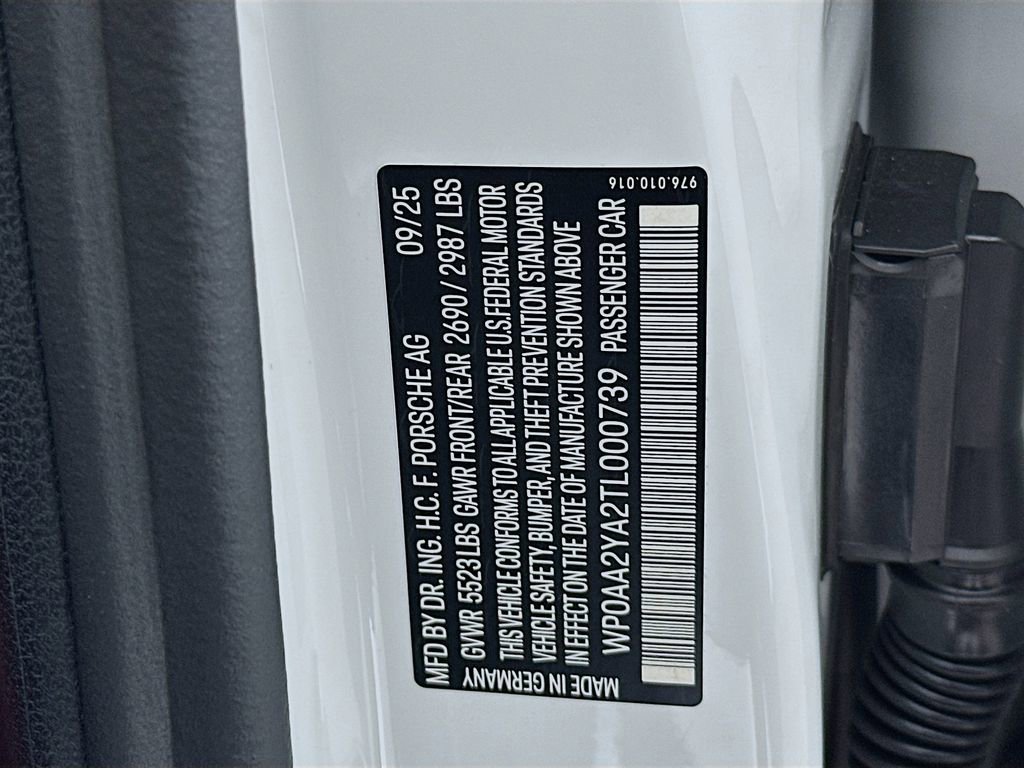 MFD BY DR. ING. H.C. F. PORSCHE AG 09/25
GVWR 5523 LBS GAWR FRONT/REAR 2690/2987 LBS
THIS VEHICLE CONFORMS TO ALL APPLICABLE U.S. FEDERAL MOTOR
VEHICLE SAFETY, BUMPER, AND THEFT PREVENTION STANDARDS
IN EFFECT ON THE DATE OF MANUFACTURE SHOWN ABOVE
WP0AA2YA2TL000739 PASSENGER CAR
MADE IN GERMANY
976.010.016